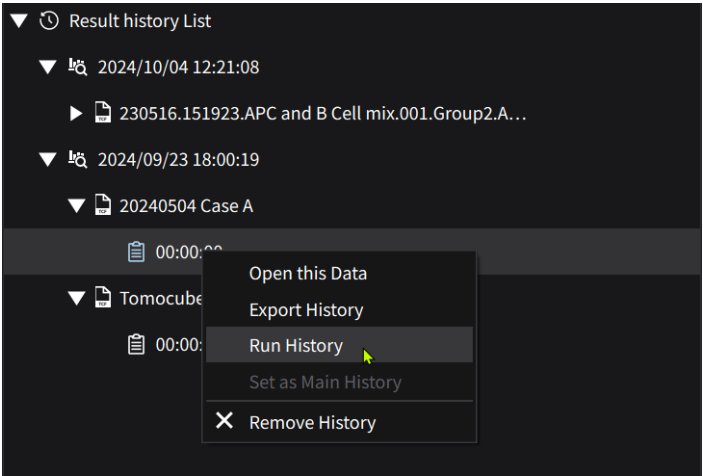 Result history List
2024/10/04 12:21:08
230516.151923.APC and B Cell mix.001.Group2.A...
2024/09/23 18:00:19
20240504 Case A
00:00:00
Open this Data
Tomocube
Export History
00:00:
Run History
Set as Main History
Remove History